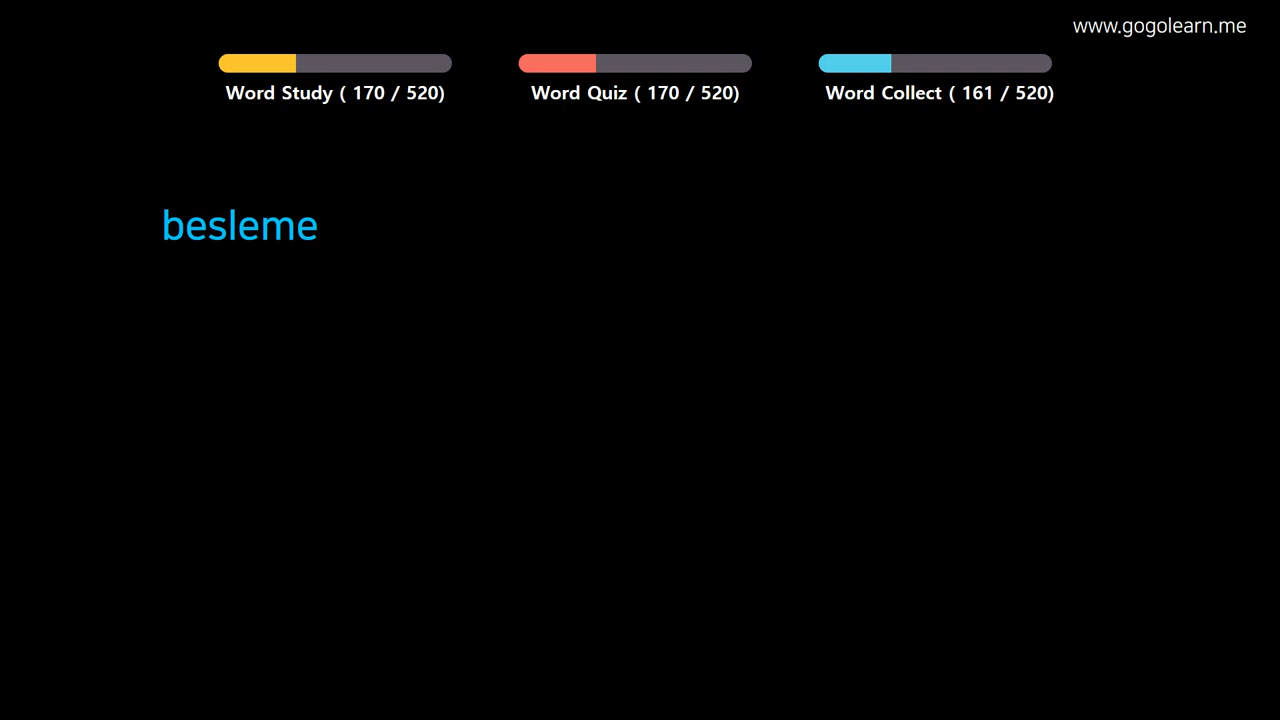 www.gogolearn.me
Word Study ( 170 / 520)
Word Quiz ( 170 / 520)
Word Collect ( 161 / 520)
besleme